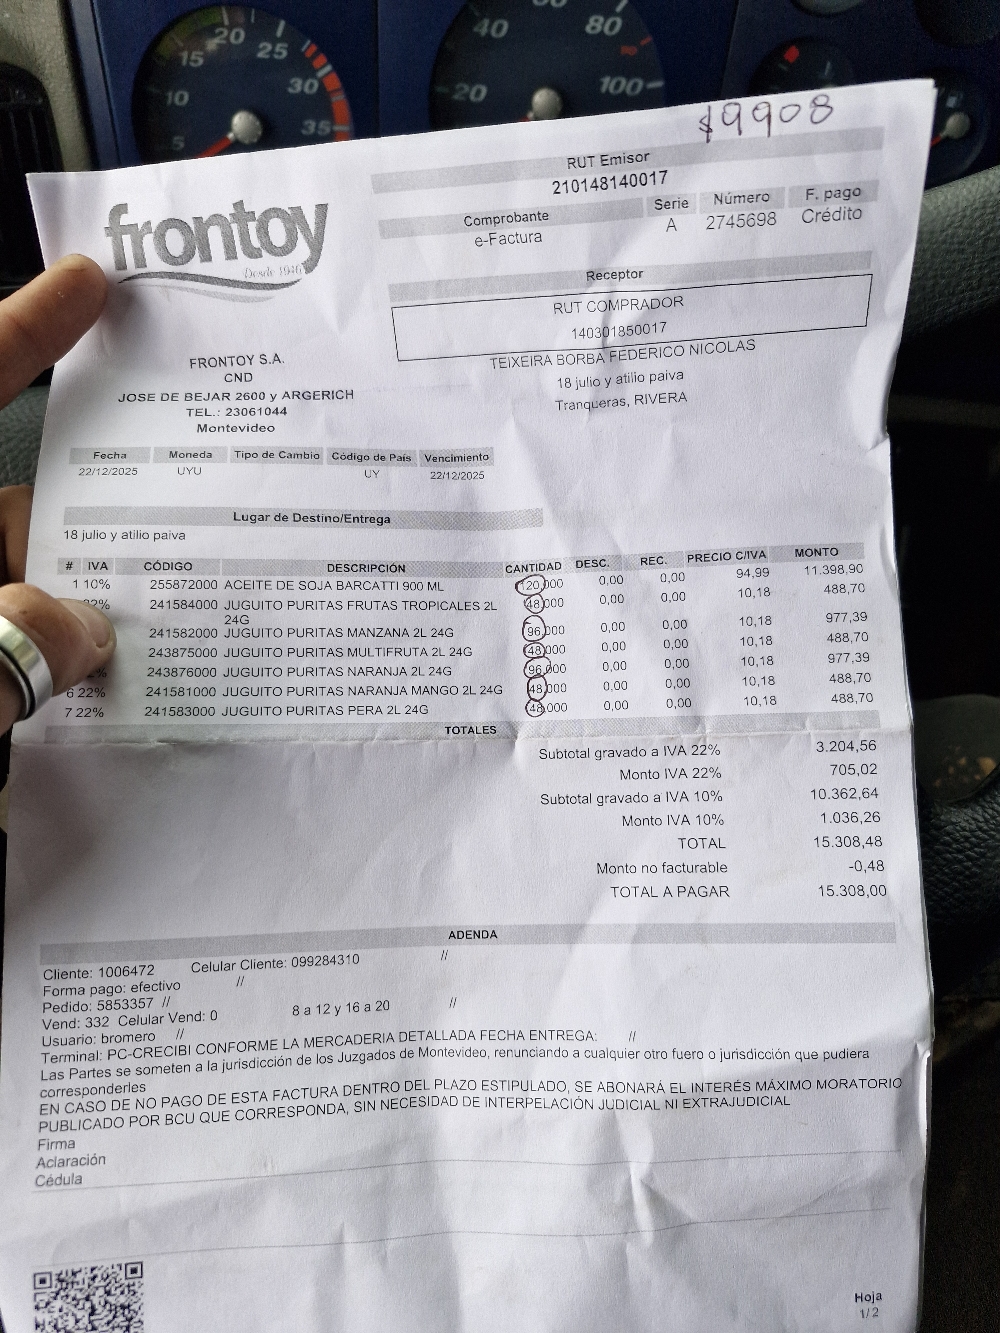 20
15
25
10
30
5
35
40
60
80
20
100
$9908
RUT Emisor
210148140017
Comprobante Serie Número F. pago
e-Factura A 2745698 Crédito
frontoy
Desde 1946
Receptor
RUT COMPRADOR
140301850017
TEIXEIRA BORBA FEDERICO NICOLAS
18 julio y atilio paiva
Tranqueras, RIVERA
FRONTOY S.A.
CND
JOSE DE BEJAR 2600 y ARGERICH
TEL.: 23061044
Montevideo
Fecha Moneda Tipo de Cambio Código de País Vencimiento
22/12/2025 UYU UY 22/12/2025
Lugar de Destino/Entrega
18 julio y atilio paiva
# IVA CÓDIGO DESCRIPCIÓN CANTIDAD DESC. REC. PRECIO C/IVA MONTO
1 10% 255872000 ACEITE DE SOJA BARCATTI 900 ML 120,000 0,00 0,00 94,99 11.398,90
22% 241584000 JUGUITO PURITAS FRUTAS TROPICALES 2L 48,000 0,00 0,00 10,18 488,70
24G
241582000 JUGUITO PURITAS MANZANA 2L 24G 96,000 0,00 0,00 10,18 977,39
243875000 JUGUITO PURITAS MULTIFRUTA 2L 24G 48,000 0,00 0,00 10,18 488,70
% 243876000 JUGUITO PURITAS NARANJA 2L 24G 96,000 0,00 0,00 10,18 977,39
6 22% 241581000 JUGUITO PURITAS NARANJA MANGO 2L 24G 48,000 0,00 0,00 10,18 488,70
7 22% 241583000 JUGUITO PURITAS PERA 2L 24G 48,000 0,00 0,00 10,18 488,70
TOTALES
Subtotal gravado a IVA 22% 3.204,56
Monto IVA 22% 705,02
Subtotal gravado a IVA 10% 10.362,64
Monto IVA 10% 1.036,26
TOTAL 15.308,48
Monto no facturable -0,48
TOTAL A PAGAR 15.308,00
ADENDA
Cliente: 1006472 Celular Cliente: 099284310 //
Forma pago: efectivo //
Pedido: 5853357 //
Vend: 332 Celular Vend: 0 8 a 12 y 16 a 20 //
Usuario: bromero //
Terminal: PC-CRECIBI CONFORME LA MERCADERIA DETALLADA FECHA ENTREGA: //
Las Partes se someten a la jurisdicción de los Juzgados de Montevideo, renunciando a cualquier otro fuero o jurisdicción que pudiera
corresponderles
EN CASO DE NO PAGO DE ESTA FACTURA DENTRO DEL PLAZO ESTIPULADO, SE ABONARÁ EL INTERÉS MÁXIMO MORATORIO
PUBLICADO POR BCU QUE CORRESPONDA, SIN NECESIDAD DE INTERPELACIÓN JUDICIAL NI EXTRAJUDICIAL
Firma
Aclaración
Cédula
Hoja
1/2